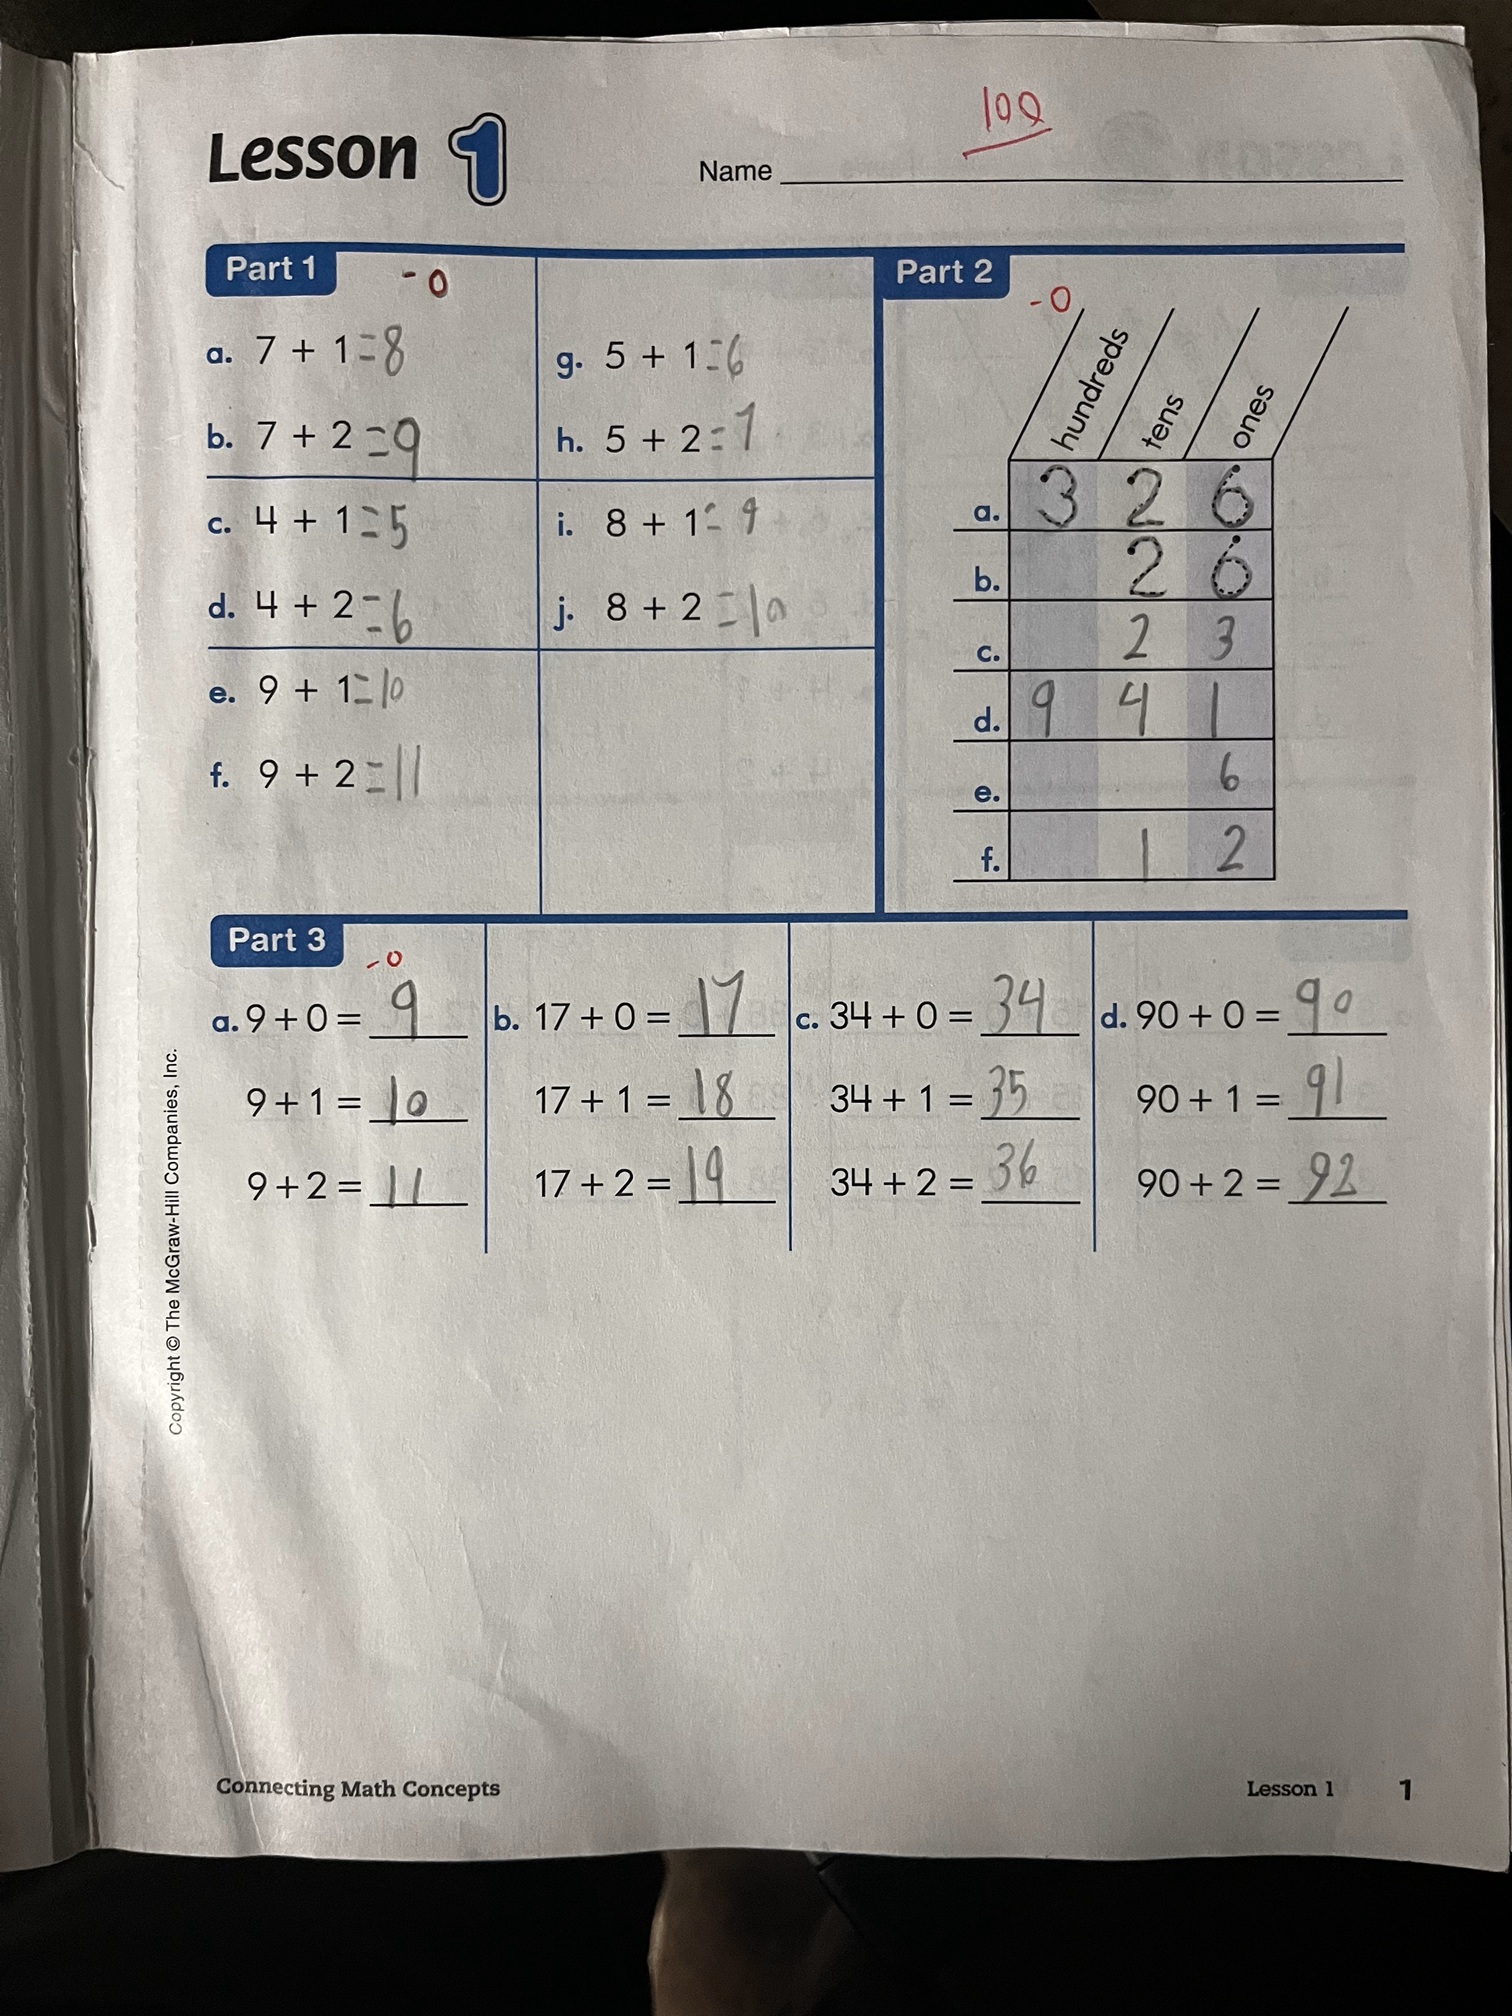 Lesson 1
Name
100
Part 1
-0
a. 7 + 1 = 8
b. 7 + 2 = 9
c. 4 + 1 = 5
d. 4 + 2 = 6
e. 9 + 1 = 10
f. 9 + 2 = 11
g. 5 + 1 = 6
h. 5 + 2 = 7
i. 8 + 1 = 9
j. 8 + 2 = 10
Part 2
-0
hundreds tens ones
a. 3 2 6
b. 2 6
c. 2 3
d. 9 4 1
e. 6
f. 1 2
Part 3
-0
a. 9 + 0 = 9
9 + 1 = 10
9 + 2 = 11
b. 17 + 0 = 17
17 + 1 = 18
17 + 2 = 19
c. 34 + 0 = 34
34 + 1 = 35
34 + 2 = 36
d. 90 + 0 = 90
90 + 1 = 91
90 + 2 = 92
Copyright © The McGraw-Hill Companies, Inc.
Connecting Math Concepts
Lesson 1 1